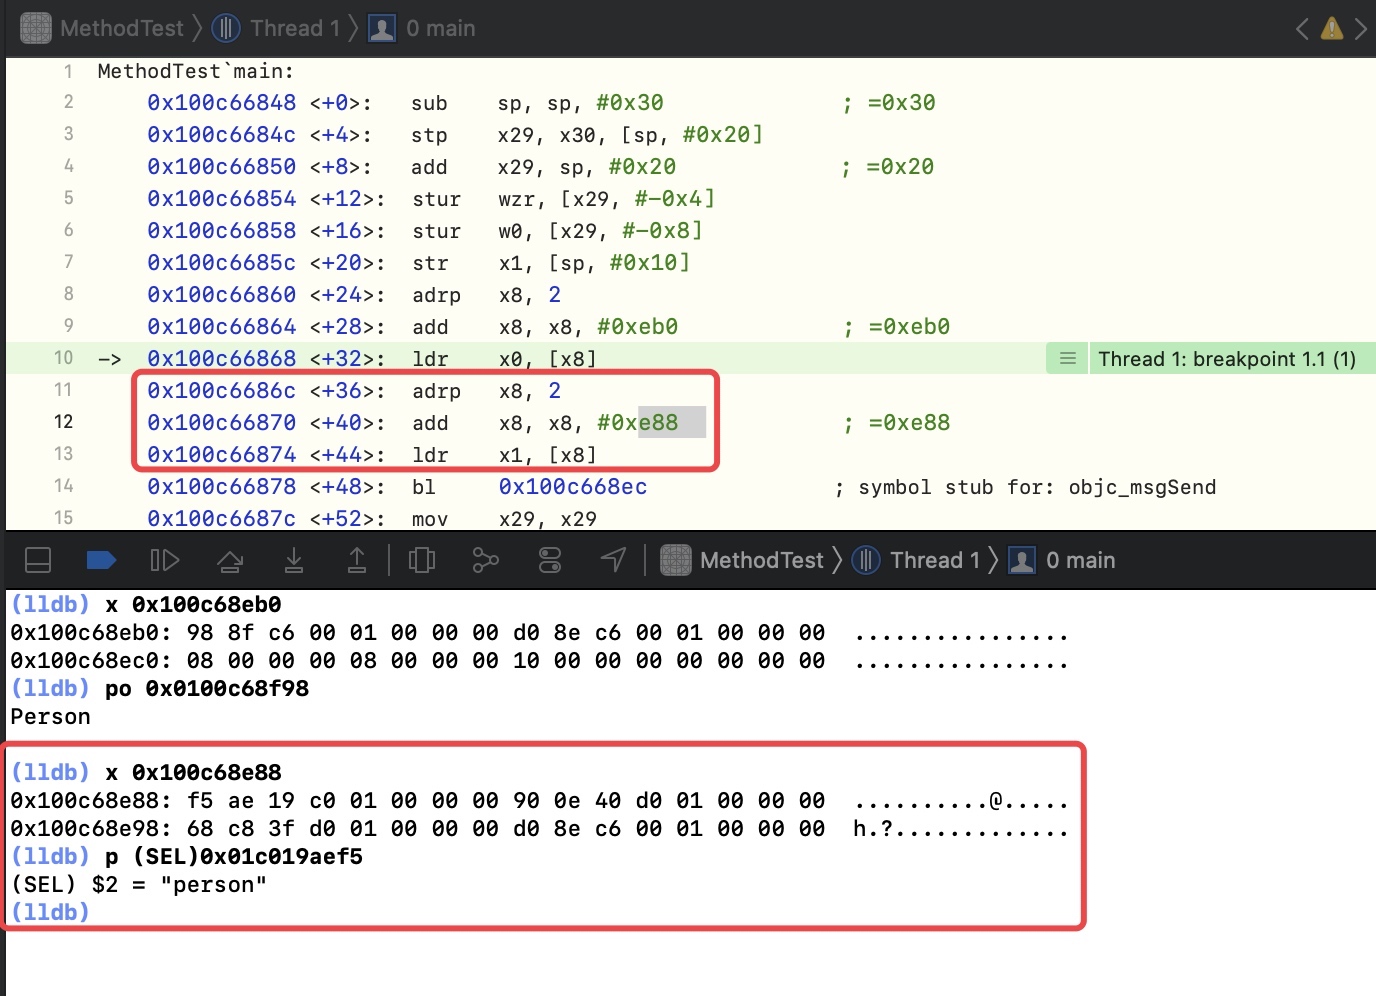 MethodTest 〉 Thread 1 〉 0 main
1 MethodTest`main:
2 0x100c66848 <+0>: sub sp, sp, #0x30 ; =0x30
3 0x100c6684c <+4>: stp x29, x30, [sp, #0x20]
4 0x100c66850 <+8>: add x29, sp, #0x20 ; =0x20
5 0x100c66854 <+12>: stur wzr, [x29, #-0x4]
6 0x100c66858 <+16>: stur w0, [x29, #-0x8]
7 0x100c6685c <+20>: str x1, [sp, #0x10]
8 0x100c66860 <+24>: adrp x8, 2
9 0x100c66864 <+28>: add x8, x8, #0xeb0 ; =0xeb0
10 -> 0x100c66868 <+32>: ldr x0, [x8] Thread 1: breakpoint 1.1 (1)
11 0x100c6686c <+36>: adrp x8, 2
12 0x100c66870 <+40>: add x8, x8, #0xe88 ; =0xe88
13 0x100c66874 <+44>: ldr x1, [x8]
14 0x100c66878 <+48>: bl 0x100c668ec ; symbol stub for: objc_msgSend
15 0x100c6687c <+52>: mov x29, x29
MethodTest 〉 Thread 1 〉 0 main
(lldb) x 0x100c68eb0
0x100c68eb0: 98 8f c6 00 01 00 00 00 d0 8e c6 00 01 00 00 00 ................
0x100c68ec0: 08 00 00 00 08 00 00 00 10 00 00 00 00 00 00 00 ................
(lldb) po 0x0100c68f98
Person
(lldb) x 0x100c68e88
0x100c68e88: f5 ae 19 c0 01 00 00 00 90 0e 40 d0 01 00 00 00 ..........@.....
0x100c68e98: 68 c8 3f d0 01 00 00 00 d0 8e c6 00 01 00 00 00 h.?.............
(lldb) p (SEL)0x01c019aef5
(SEL) $2 = "person"
(lldb)